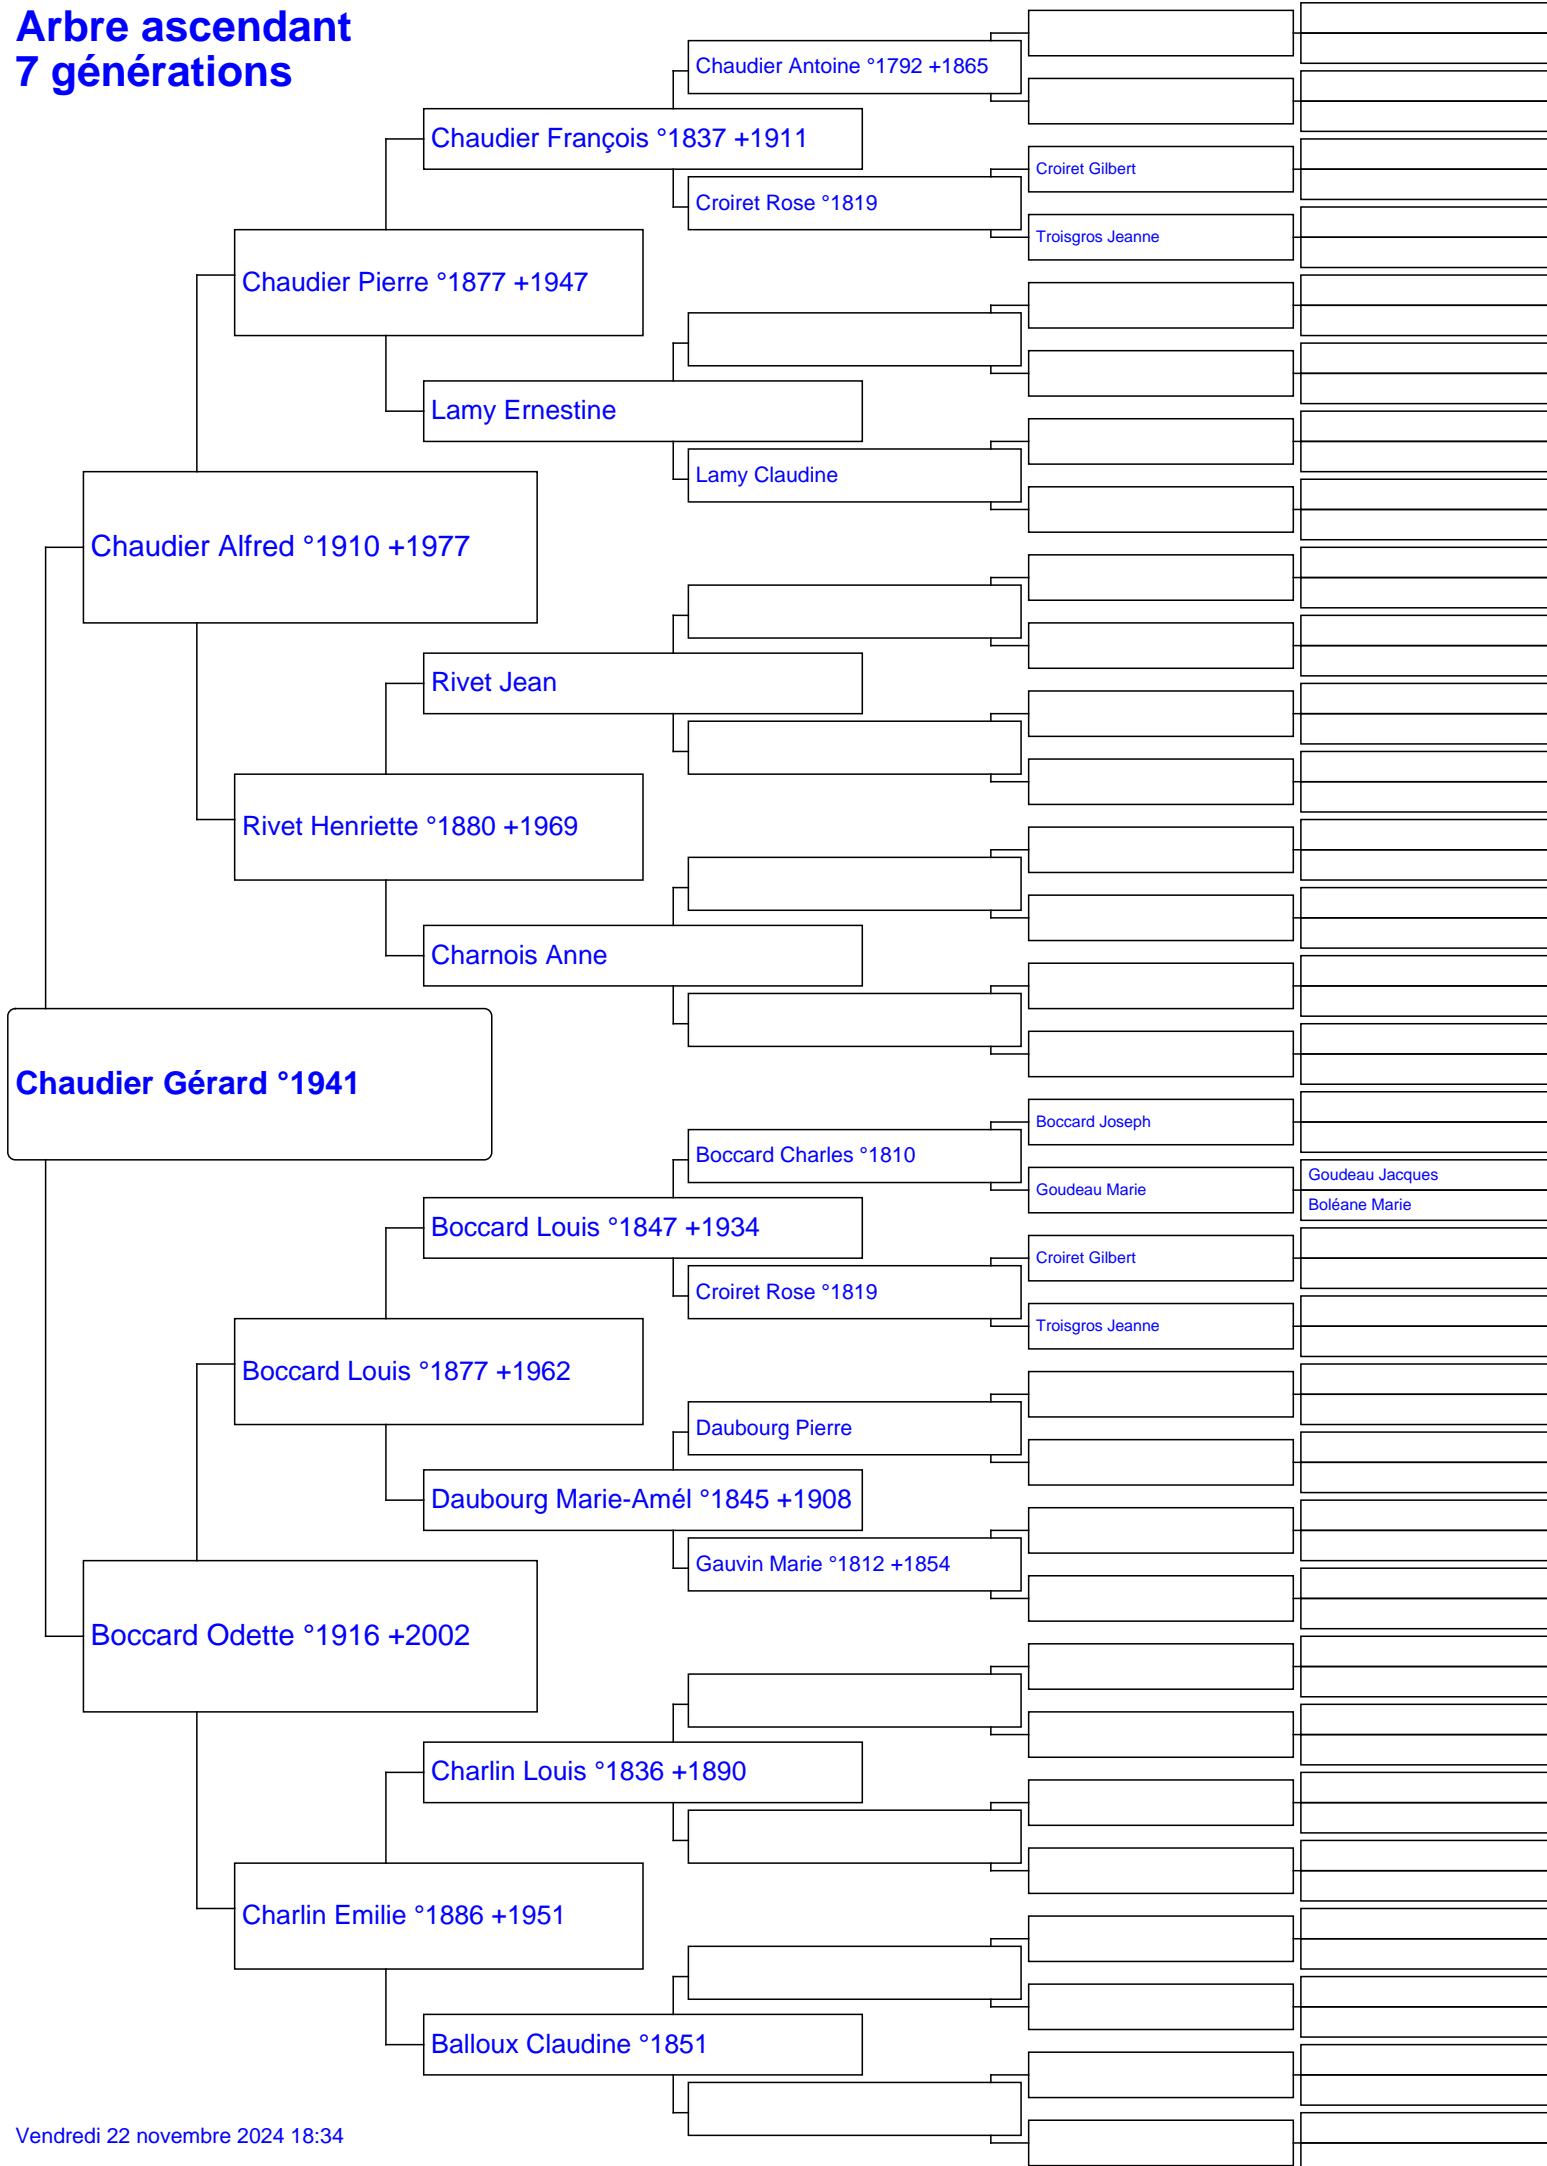 Arbre ascendant
7 générations
Chaudier Antoine °1792 +1865
Chaudier François °1837 +1911
Croiret Gilbert
Croiret Rose °1819
Troisgros Jeanne
Chaudier Pierre °1877 +1947
Lamy Ernestine
Lamy Claudine
Chaudier Alfred °1910 +1977
Rivet Jean
Rivet Henriette °1880 +1969
Charnois Anne
Chaudier Gérard °1941
Boccard Joseph
Boccard Charles °1810
Goudeau Jacques
Goudeau Marie
Boléane Marie
Boccard Louis °1847 +1934
Croiret Gilbert
Croiret Rose °1819
Troisgros Jeanne
Boccard Louis °1877 +1962
Daubourg Pierre
Daubourg Marie-Amél °1845 +1908
Gauvin Marie °1812 +1854
Boccard Odette °1916 +2002
Charlin Louis °1836 +1890
Charlin Emilie °1886 +1951
Balloux Claudine °1851
Vendredi 22 novembre 2024 18:34